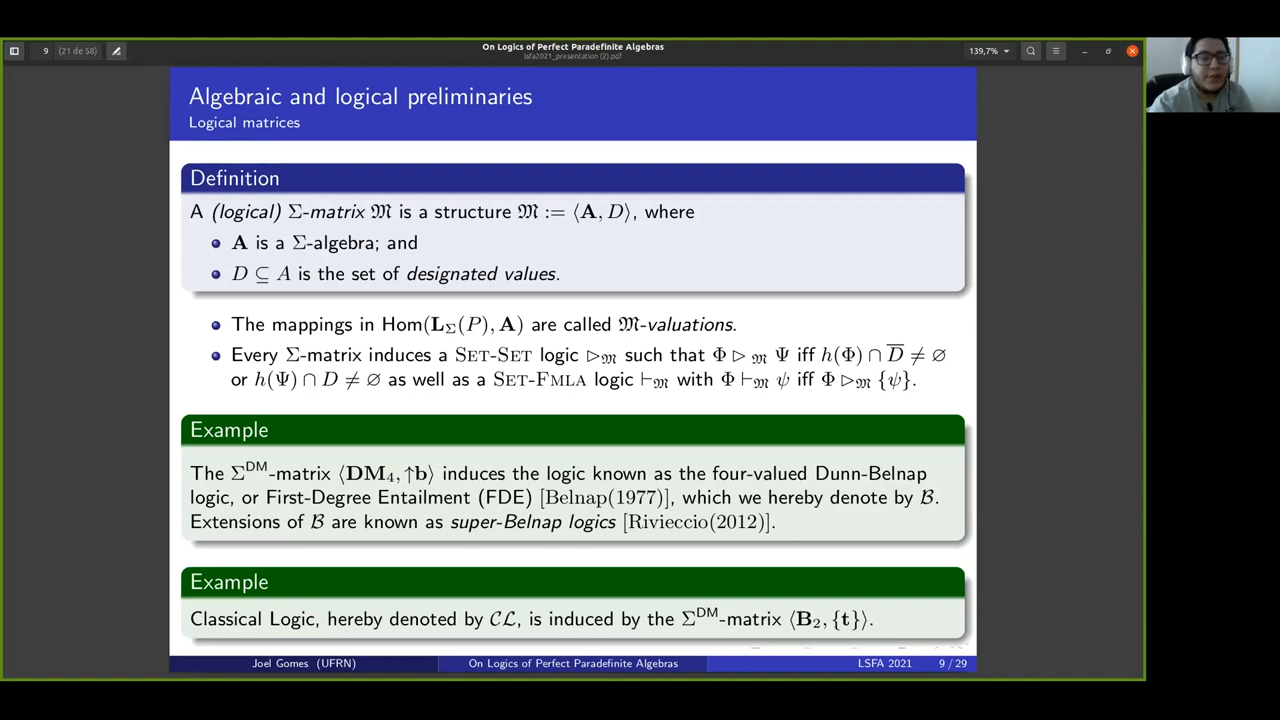 9 (21 de 58)
On Logics of Perfect Paradefinite Algebras
lsfa2021_presentation (2).pdf
139,7%
Algebraic and logical preliminaries
Logical matrices
Definition
A (logical) Σ-matrix 𝔐 is a structure 𝔐 := ⟨𝐀, D⟩, where
• 𝐀 is a Σ-algebra; and
• D ⊆ A is the set of designated values.
• The mappings in Hom(𝐋_Σ(P), 𝐀) are called 𝔐-valuations.
• Every Σ-matrix induces a SET-SET logic ▷_𝔐 such that Φ ▷_𝔐 Ψ iff h(Φ) ∩ D̅ ≠ ∅
or h(Ψ) ∩ D ≠ ∅ as well as a SET-FMLA logic ⊢_𝔐 with Φ ⊢_𝔐 ψ iff Φ ▷_𝔐 {ψ}.
Example
The Σ^DM-matrix ⟨𝐃𝐌₄, ↑𝐛⟩ induces the logic known as the four-valued Dunn-Belnap
logic, or First-Degree Entailment (FDE) [Belnap(1977)], which we hereby denote by ℬ.
Extensions of ℬ are known as super-Belnap logics [Rivieccio(2012)].
Example
Classical Logic, hereby denoted by 𝒞ℒ, is induced by the Σ^DM-matrix ⟨𝐁₂, {𝐭}⟩.
Joel Gomes (UFRN) On Logics of Perfect Paradefinite Algebras LSFA 2021 9 / 29